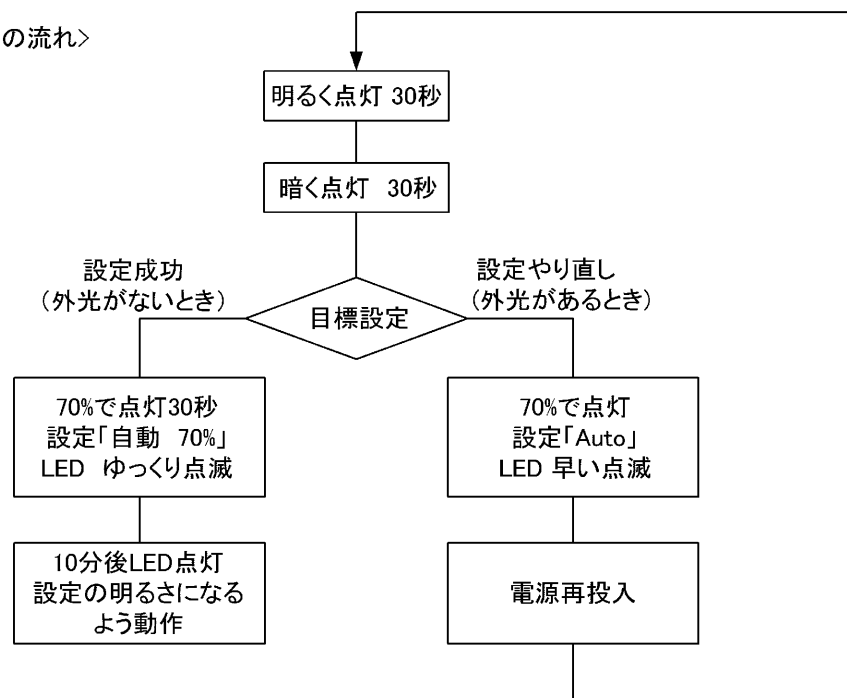 の流れ>
明るく点灯 30秒
暗く点灯 30秒
設定成功
(外光がないとき)
設定やり直し
(外光があるとき)
目標設定
70%で点灯30秒
設定「自動 70%」
LED ゆっくり点滅
70%で点灯
設定「Auto」
LED 早い点滅
10分後LED点灯
設定の明るさになる
よう動作
電源再投入